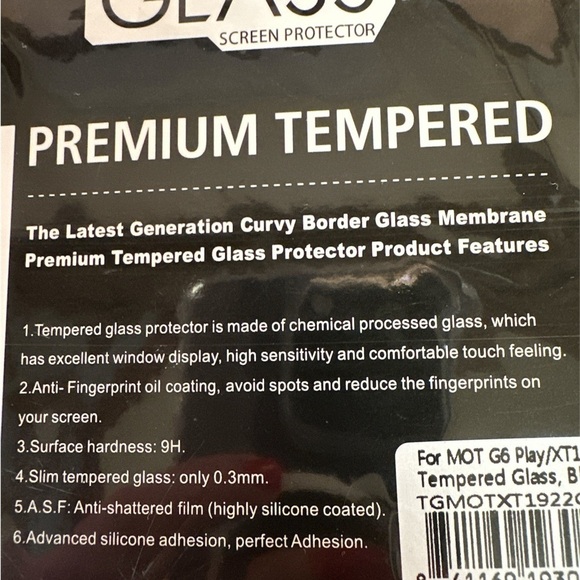 GLASS
SCREEN PROTECTOR
PREMIUM TEMPERED
The Latest Generation Curvy Border Glass Membrane
Premium Tempered Glass Protector Product Features
1.Tempered glass protector is made of chemical processed glass, which
has excellent window display, high sensitivity and comfortable touch feeling.
2.Anti- Fingerprint oil coating, avoid spots and reduce the fingerprints on
your screen.
3.Surface hardness: 9H.
4.Slim tempered glass: only 0.3mm.
5.A.S.F: Anti-shattered film (highly silicone coated).
6.Advanced silicone adhesion, perfect Adhesion.
For MOT G6 Play/XT1
Tempered Glass, B
TGMOTXT1922